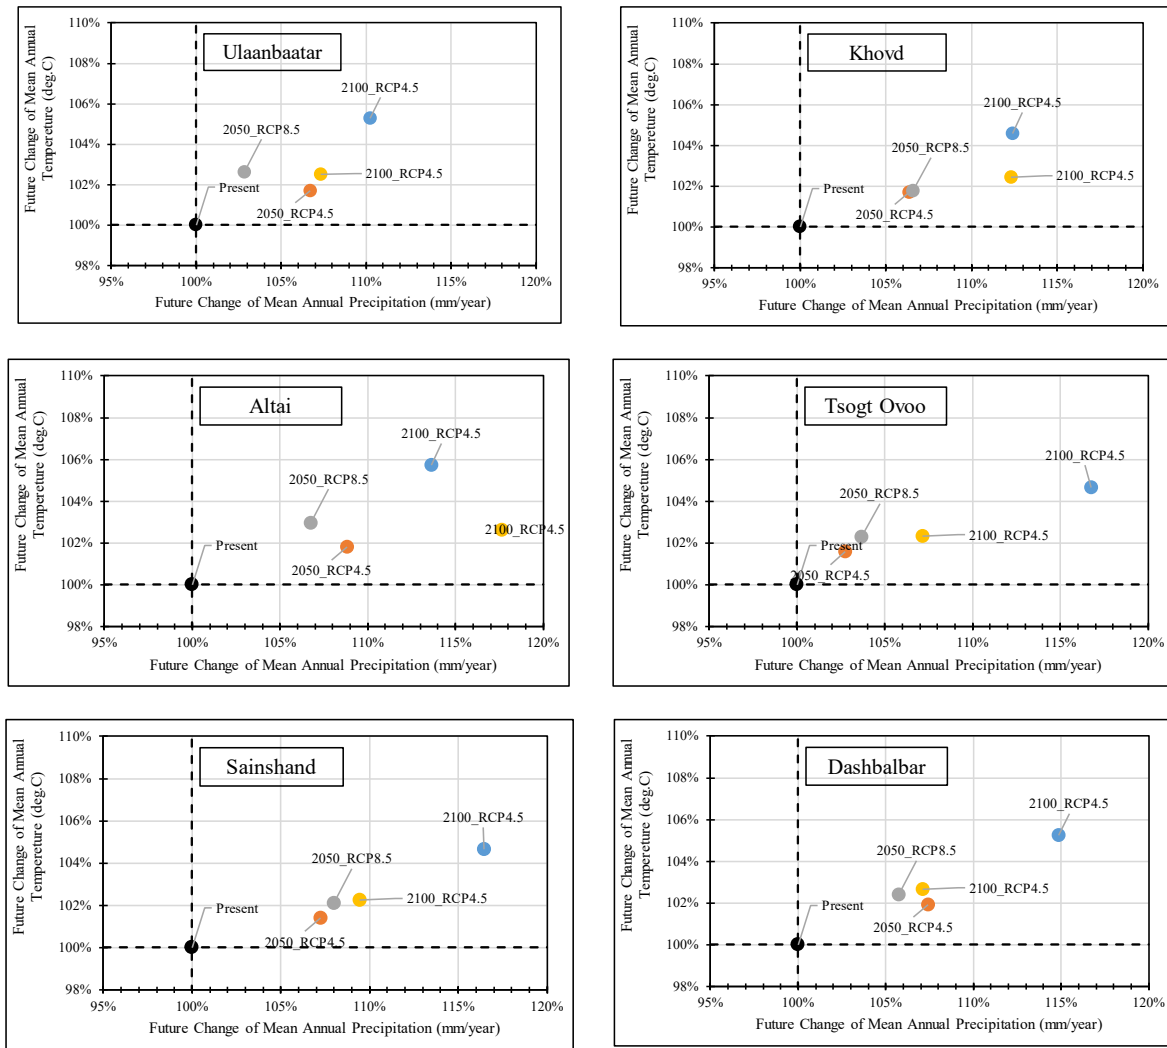 Ulaanbaatar
Future Change of Mean Annual
Tempereture (deg.C)
110%
108%
106%
104%
102%
100%
98%
2100_RCP4.5
2050_RCP8.5
2100_RCP4.5
Present
2050_RCP4.5
95% 100% 105% 110% 115% 120%
Future Change of Mean Annual Precipitation (mm/year)
Khovd
Future Change of Mean Annual
Tempereture (deg.C)
110%
108%
106%
104%
102%
100%
98%
2100_RCP4.5
2050_RCP8.5
2100_RCP4.5
Present
2050_RCP4.5
95% 100% 105% 110% 115% 120%
Future Change of Mean Annual Precipitation (mm/year)
Altai
Future Change of Mean Annual
Tempereture (deg.C)
110%
108%
106%
104%
102%
100%
98%
2100_RCP4.5
2050_RCP8.5
2100_RCP4.5
Present
2050_RCP4.5
95% 100% 105% 110% 115% 120%
Future Change of Mean Annual Precipitation (mm/year)
Tsogt Ovoo
Future Change of Mean Annual
Tempereture (deg.C)
110%
108%
106%
104%
102%
100%
98%
2100_RCP4.5
2050_RCP8.5
2100_RCP4.5
Present
2050_RCP4.5
95% 100% 105% 110% 115% 120%
Future Change of Mean Annual Precipitation (mm/year)
Sainshand
Future Change of Mean Annual
Tempereture (deg.C)
110%
108%
106%
104%
102%
100%
98%
2100_RCP4.5
2050_RCP8.5
2100_RCP4.5
Present
2050_RCP4.5
95% 100% 105% 110% 115% 120%
Future Change of Mean Annual Precipitation (mm/year)
Dashbalbar
Future Change of Mean Annual
Tempereture (deg.C)
110%
108%
106%
104%
102%
100%
98%
2100_RCP4.5
2050_RCP8.5
2100_RCP4.5
Present
2050_RCP4.5
95% 100% 105% 110% 115% 120%
Future Change of Mean Annual Precipitation (mm/year)